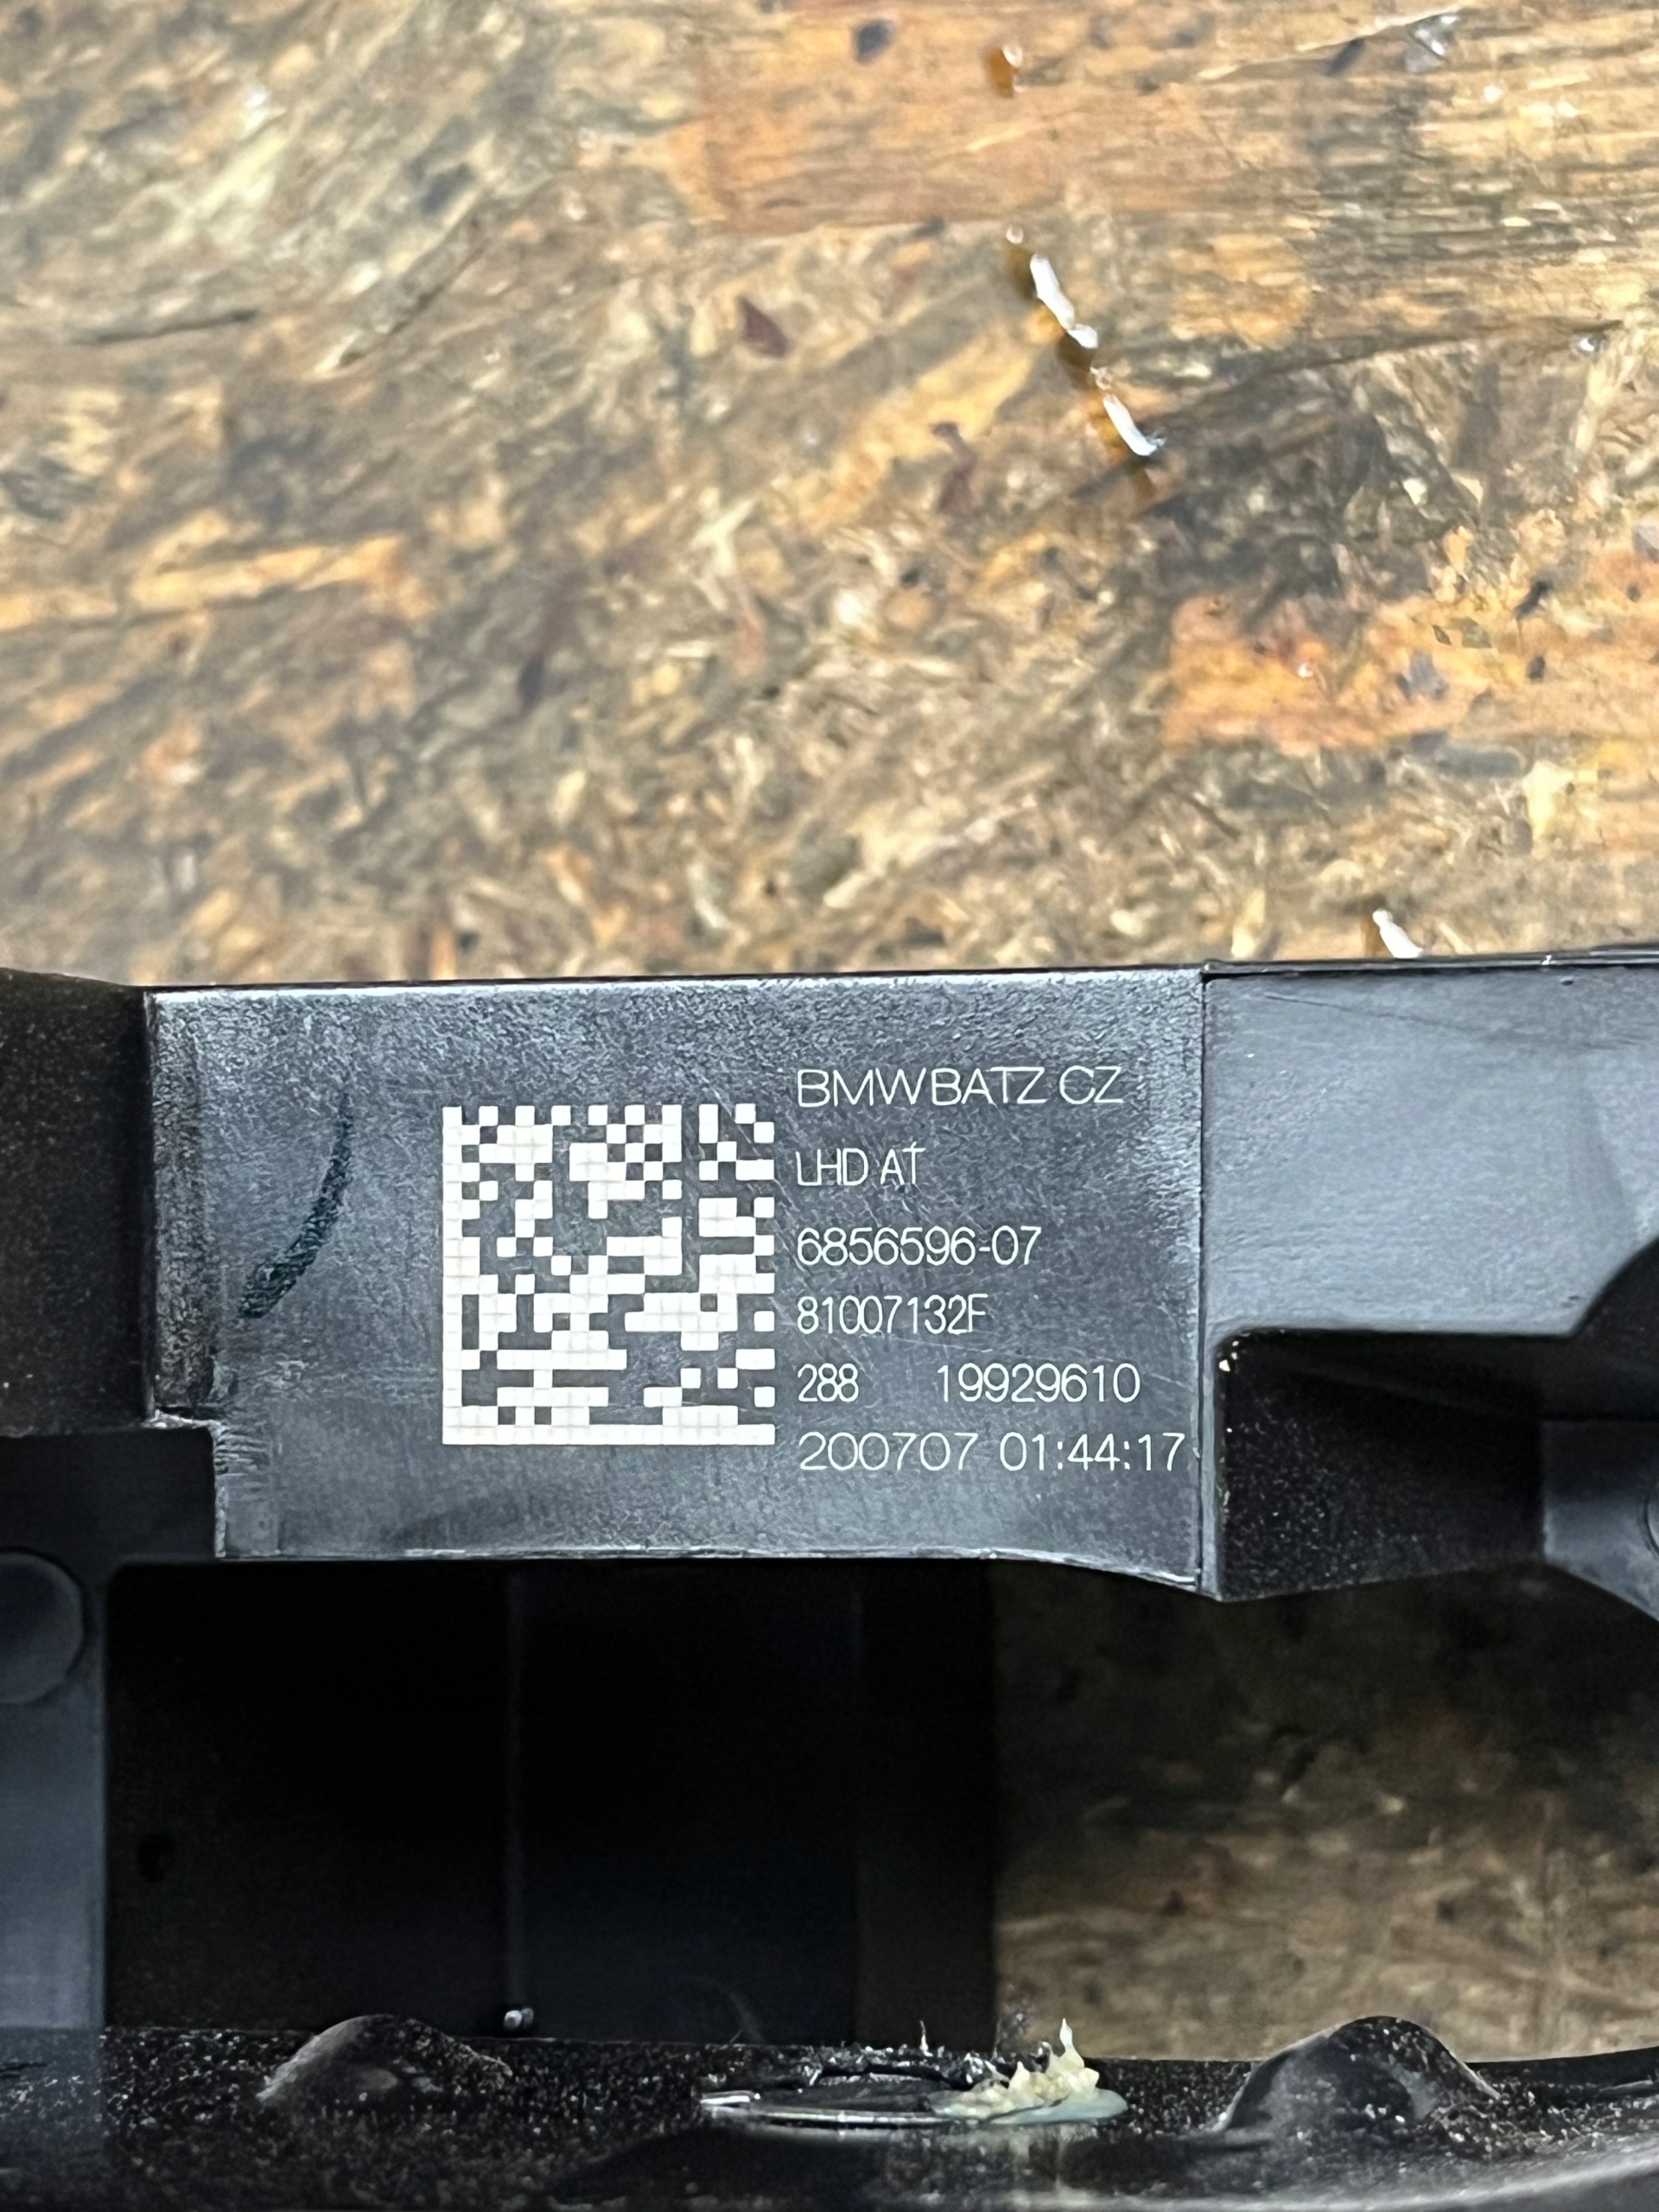 BMW BATZ CZ
LHD AT
6856596-07
81007132F
288 19929610
200707 01:44:17